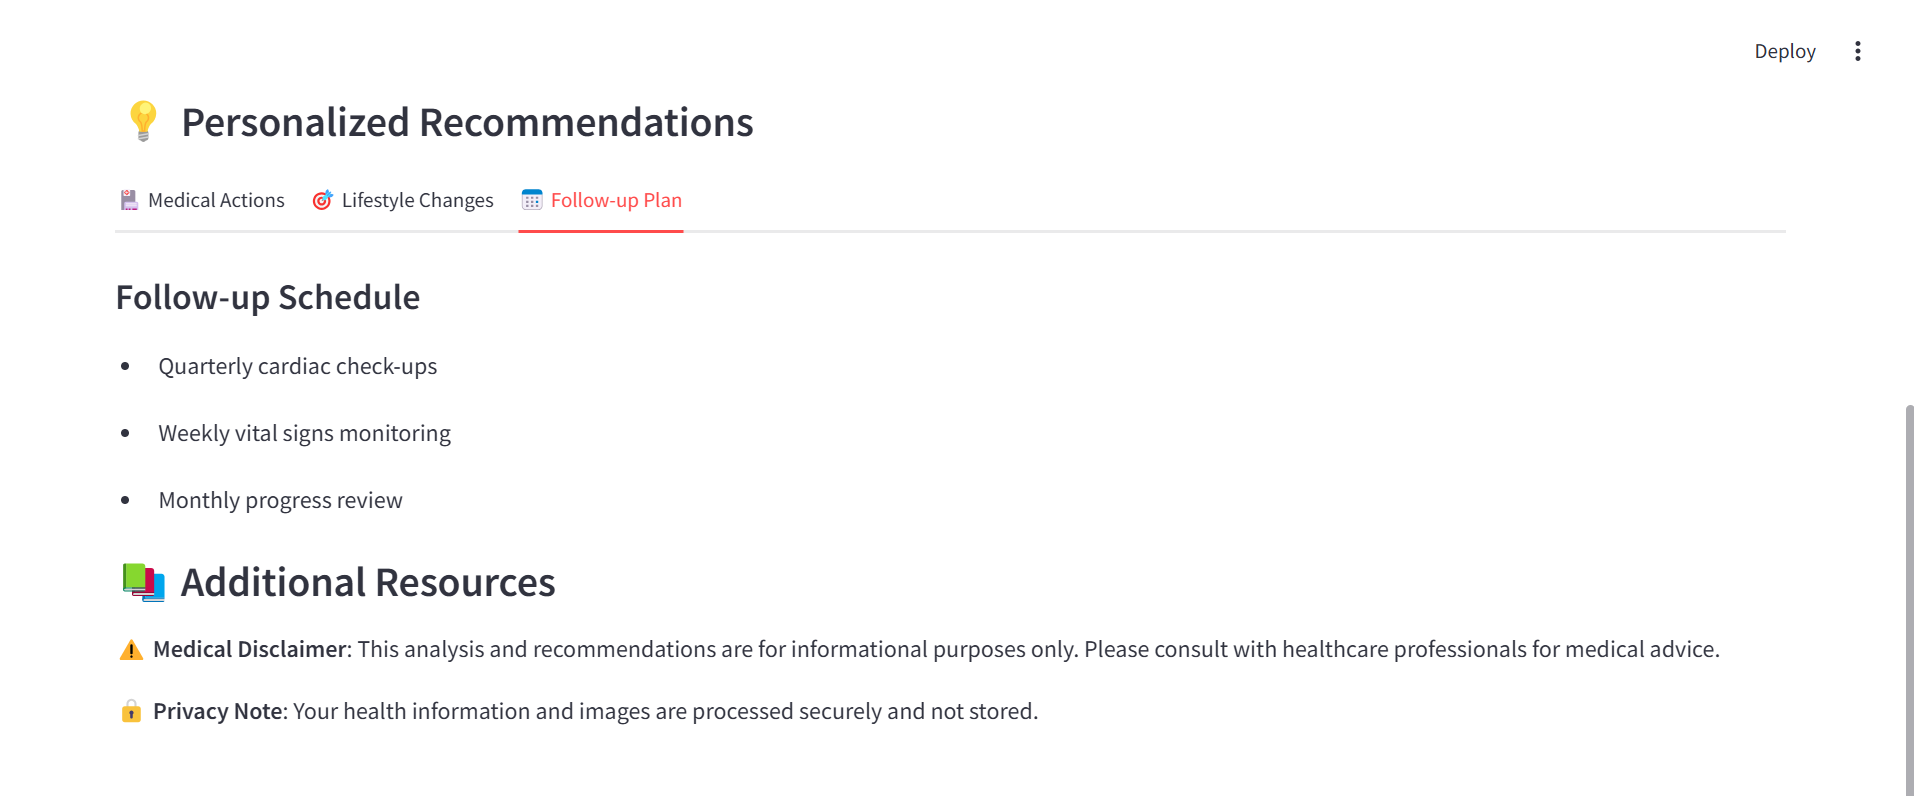 Deploy
Personalized Recommendations
Medical Actions
Lifestyle Changes
Follow-up Plan
Follow-up Schedule
Quarterly cardiac check-ups
Weekly vital signs monitoring
Monthly progress review
Additional Resources
Medical Disclaimer: This analysis and recommendations are for informational purposes only. Please consult with healthcare professionals for medical advice.
Privacy Note: Your health information and images are processed securely and not stored.